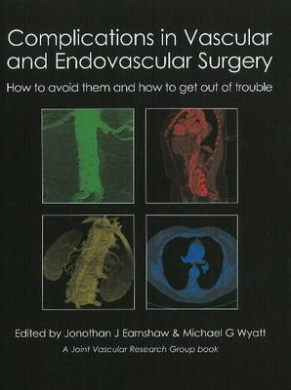 Complications in Vascular
and Endovascular Surgery
How to avoid them and how to get out of trouble
Edited by Jonothan J Earnshaw & Michael G Wyatt
A Joint Vascular Research Group book